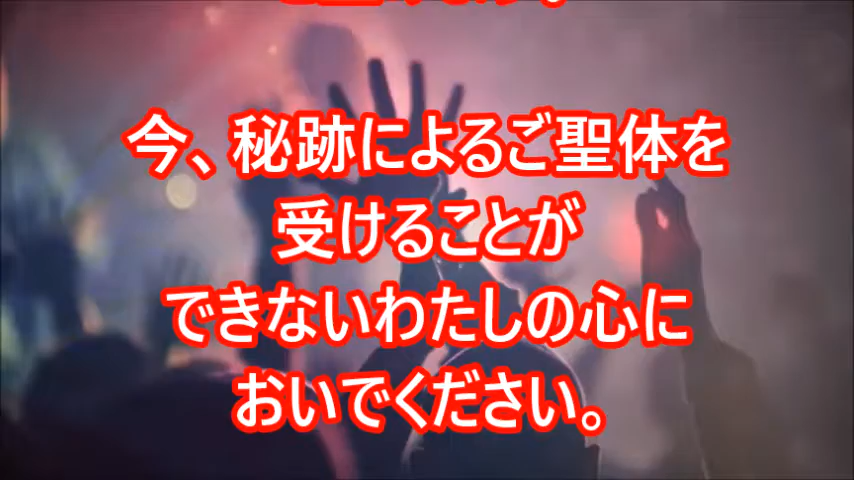 今、秘跡によるご聖体を
受けることが
できないわたしの心に
おいでください。